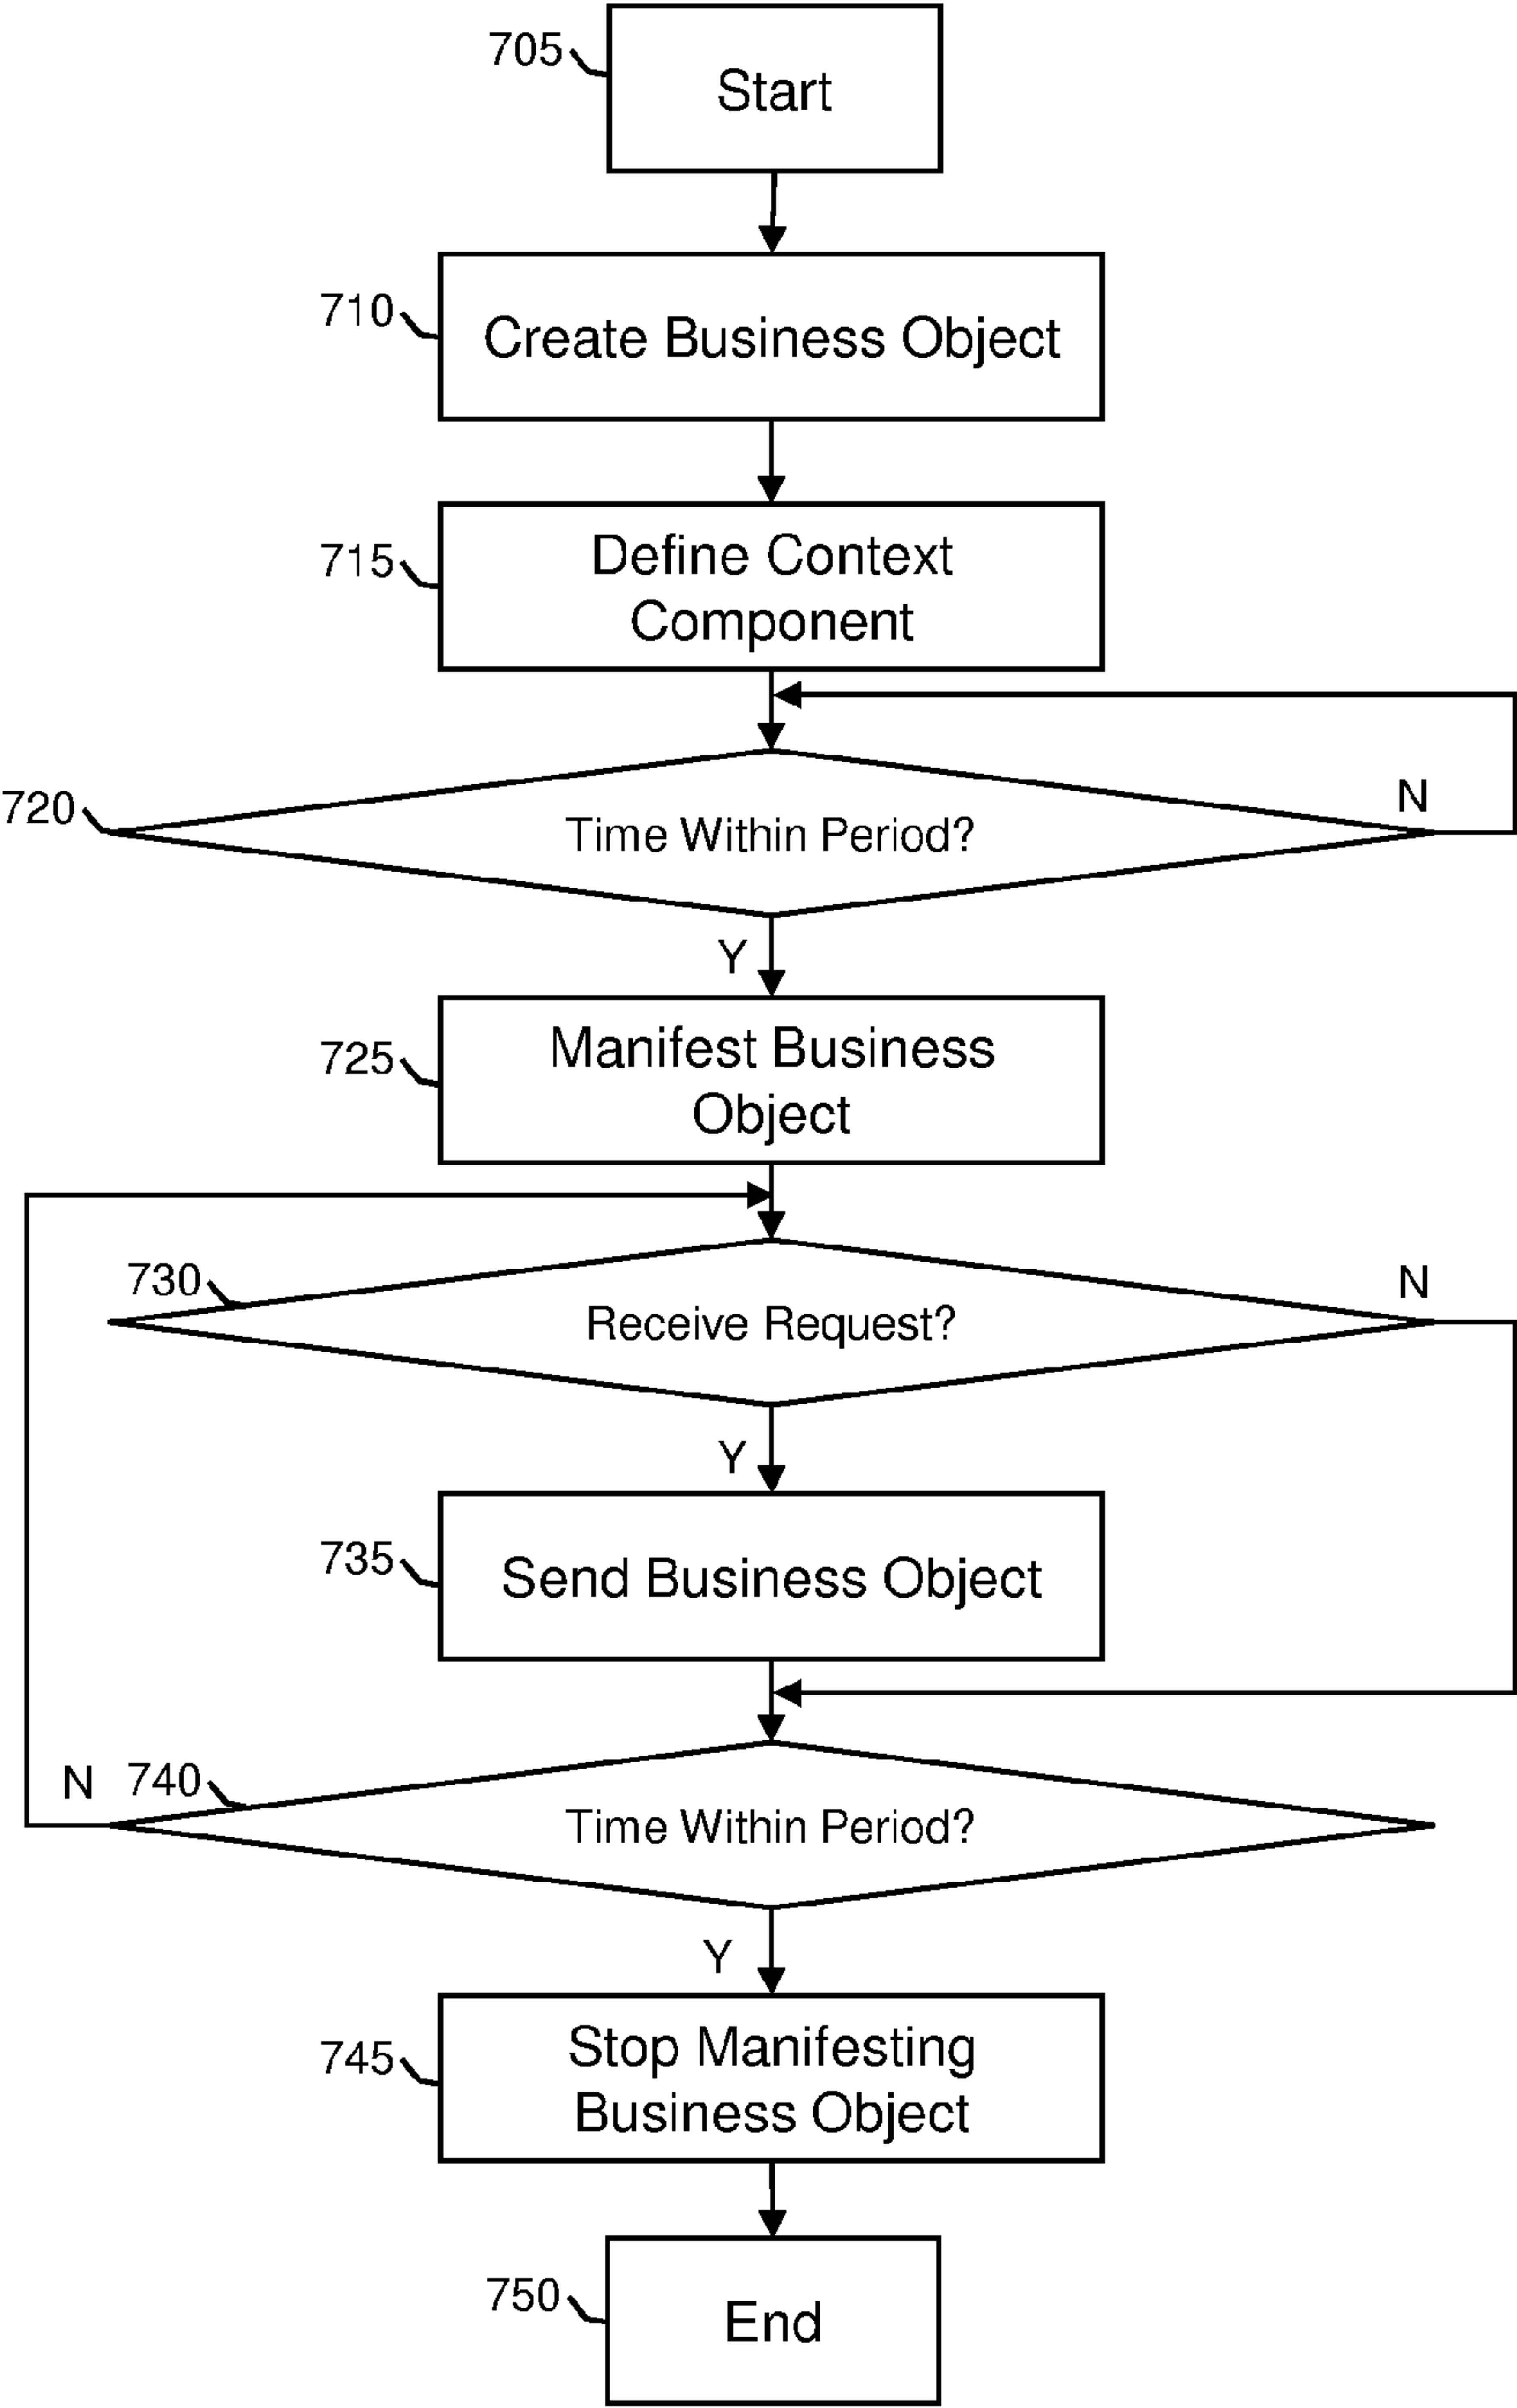 705
Start
710
Create Business Object
715
Define Context
Component
720
Time Within Period?
N
Y
725
Manifest Business
Object
730
Receive Request?
N
Y
735
Send Business Object
N
740
Time Within Period?
Y
745
Stop Manifesting
Business Object
750
End